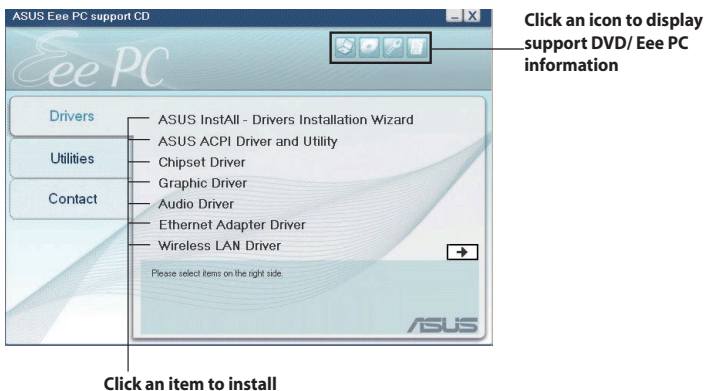 ASUS Eee PC support CD
Eee PC
Click an icon to display
support DVD/ Eee PC
information
Drivers
Utilities
Contact
ASUS InstAll - Drivers Installation Wizard
ASUS ACPI Driver and Utility
Chipset Driver
Graphic Driver
Audio Driver
Ethernet Adapter Driver
Wireless LAN Driver
Please select items on the right side.
ASUS
Click an item to install